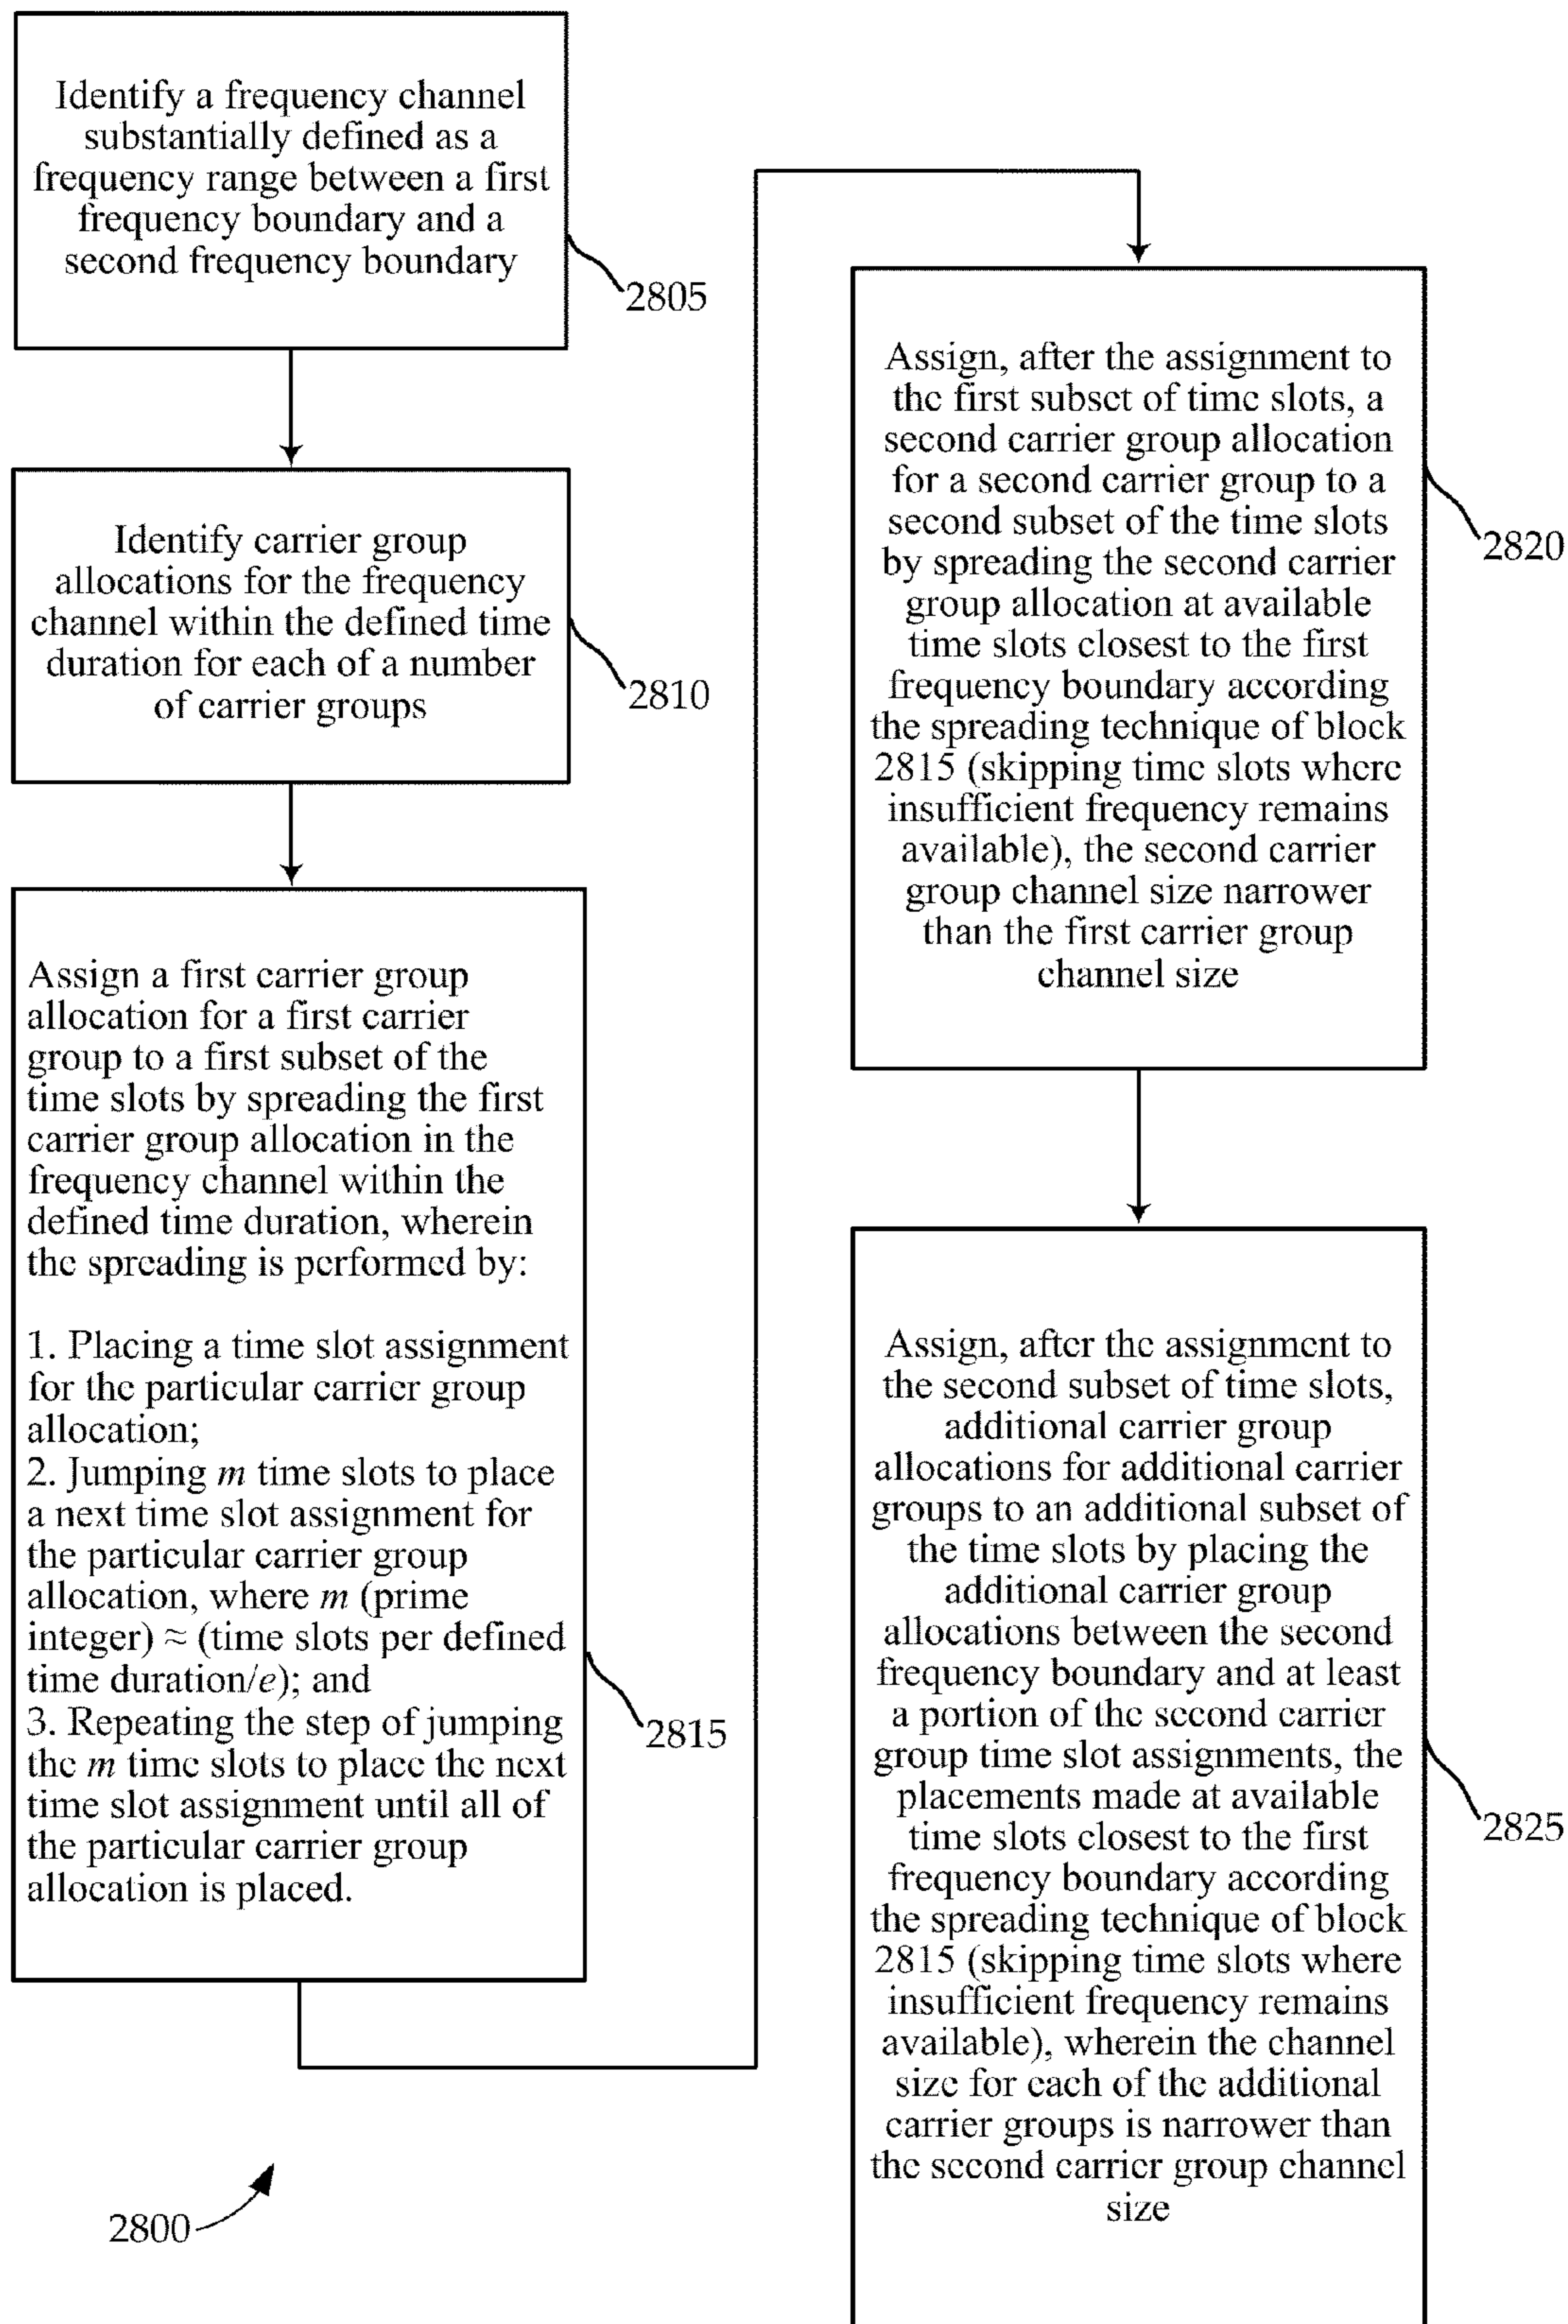 Identify a frequency channel
substantially defined as a
frequency range between a first
frequency boundary and a
second frequency boundary
2805
Identify carrier group
allocations for the frequency
channel within the defined time
duration for each of a number
of carrier groups
2810
Assign a first carrier group
allocation for a first carrier
group to a first subset of the
time slots by spreading the first
carrier group allocation in the
frequency channel within the
defined time duration, wherein
the spreading is performed by:
1. Placing a time slot assignment
for the particular carrier group
allocation;
2. Jumping m time slots to place
a next time slot assignment for
the particular carrier group
allocation, where m (prime
integer) ≈ (time slots per defined
time duration/e); and
3. Repeating the step of jumping
the m time slots to place the next
time slot assignment until all of
the particular carrier group
allocation is placed.
2815
Assign, after the assignment to
the first subset of time slots, a
second carrier group allocation
for a second carrier group to a
second subset of the time slots
by spreading the second carrier
group allocation at available
time slots closest to the first
frequency boundary according
the spreading technique of block
2815 (skipping time slots where
insufficient frequency remains
available), the second carrier
group channel size narrower
than the first carrier group
channel size
2820
Assign, after the assignment to
the second subset of time slots,
additional carrier group
allocations for additional carrier
groups to an additional subset of
the time slots by placing the
additional carrier group
allocations between the second
frequency boundary and at least
a portion of the second carrier
group time slot assignments, the
placements made at available
time slots closest to the first
frequency boundary according
the spreading technique of block
2815 (skipping time slots where
insufficient frequency remains
available), wherein the channel
size for each of the additional
carrier groups is narrower than
the second carrier group channel
size
2825
2800